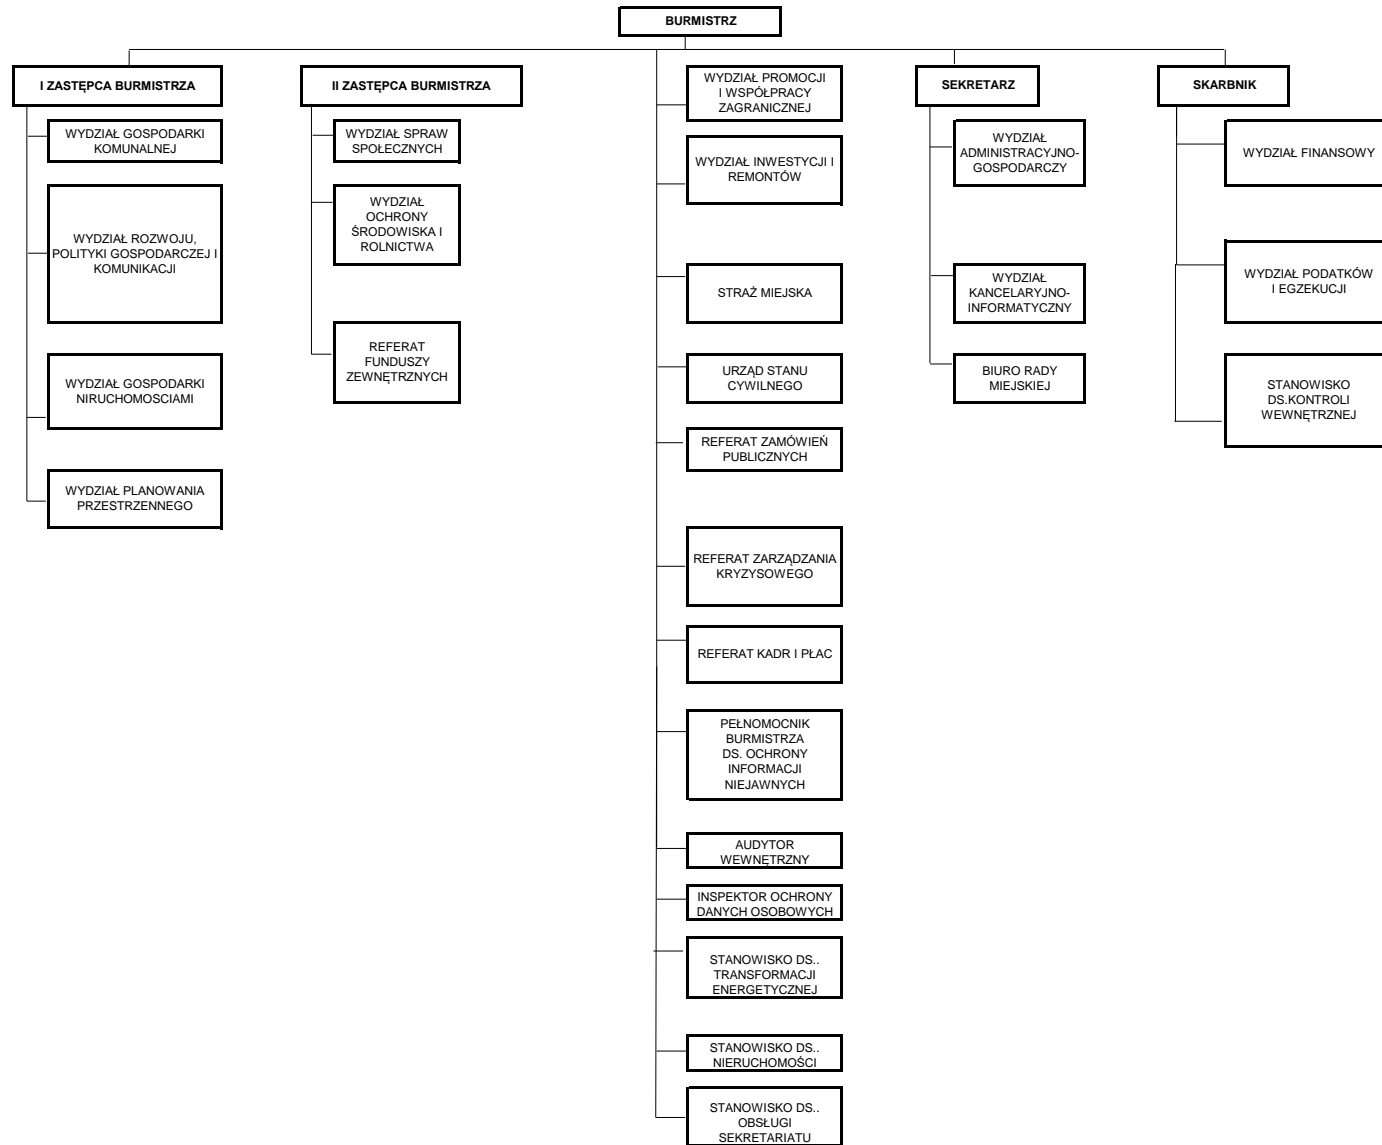 BURMISTRZ
I ZASTĘPCA BURMISTRZA
WYDZIAŁ GOSPODARKI
KOMUNALNEJ
WYDZIAŁ ROZWOJU,
POLITYKI GOSPODARCZEJ I
KOMUNIKACJI
WYDZIAŁ GOSPODARKI
NIRUCHOMOSCIAMI
WYDZIAŁ PLANOWANIA
PRZESTRZENNEGO
II ZASTĘPCA BURMISTRZA
WYDZIAŁ SPRAW
SPOŁECZNYCH
WYDZIAŁ
OCHRONY
ŚRODOWISKA I
ROLNICTWA
REFERAT
FUNDUSZY
ZEWNĘTRZNYCH
WYDZIAŁ PROMOCJI
I WSPÓŁPRACY
ZAGRANICZNEJ
WYDZIAŁ INWESTYCJI I
REMONTÓW
STRAŻ MIEJSKA
URZĄD STANU
CYWILNEGO
REFERAT ZAMÓWIEŃ
PUBLICZNYCH
REFERAT ZARZĄDZANIA
KRYZYSOWEGO
REFERAT KADR I PŁAC
PEŁNOMOCNIK
BURMISTRZA
DS. OCHRONY
INFORMACJI
NIEJAWNYCH
AUDYTOR
WEWNĘTRZNY
INSPEKTOR OCHRONY
DANYCH OSOBOWYCH
STANOWISKO DS..
TRANSFORMACJI
ENERGETYCZNEJ
STANOWISKO DS..
NIERUCHOMOŚCI
STANOWISKO DS..
OBSŁUGI
SEKRETARIATU
SEKRETARZ
WYDZIAŁ
ADMINISTRACYJNO-
GOSPODARCZY
WYDZIAŁ
KANCELARYJNO-
INFORMATYCZNY
BIURO RADY
MIEJSKIEJ
SKARBNIK
WYDZIAŁ FINANSOWY
WYDZIAŁ PODATKÓW
I EGZEKUCJI
STANOWISKO
DS.KONTROLI
WEWNĘTRZNEJ